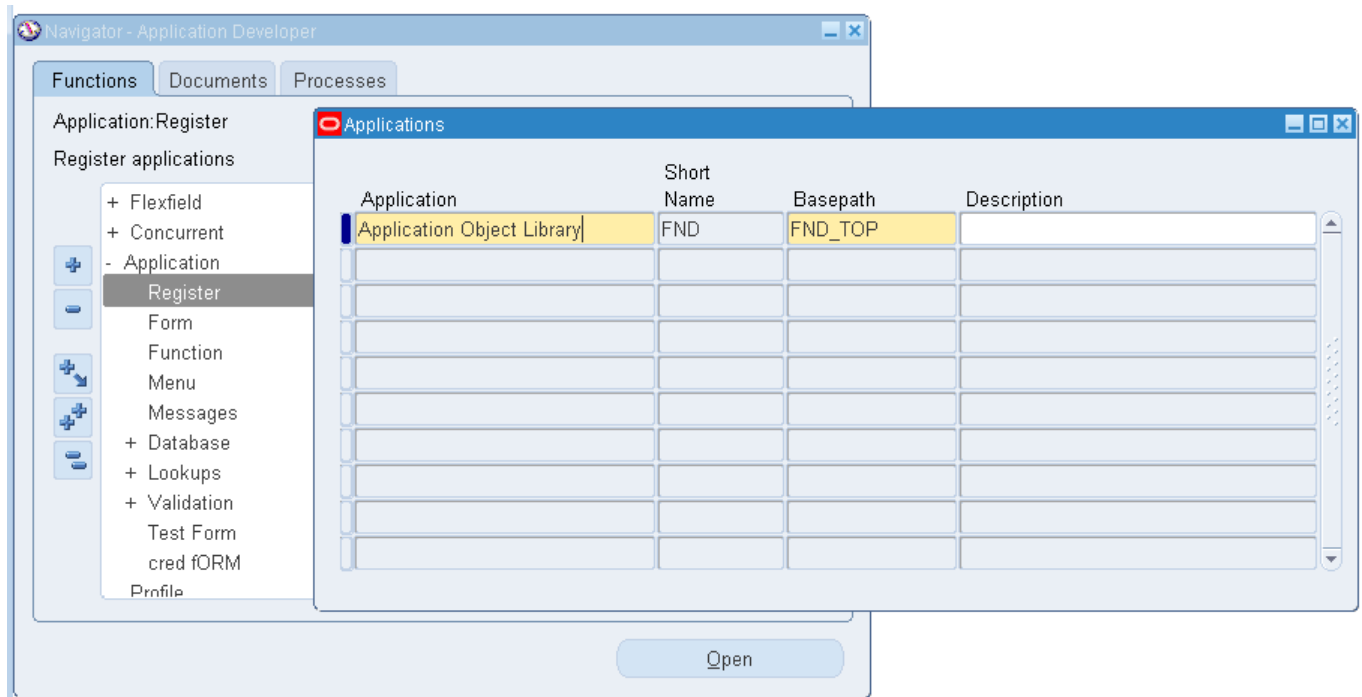 Navigator - Application Developer
Functions Documents Processes
Application:Register
Register applications
+ Flexfield
+ Concurrent
- Application
Register
Form
Function
Menu
Messages
+ Database
+ Lookups
+ Validation
Test Form
cred fORM
Profile
Open
Applications
Short
Application Name Basepath Description
Application Object Library FND FND_TOP